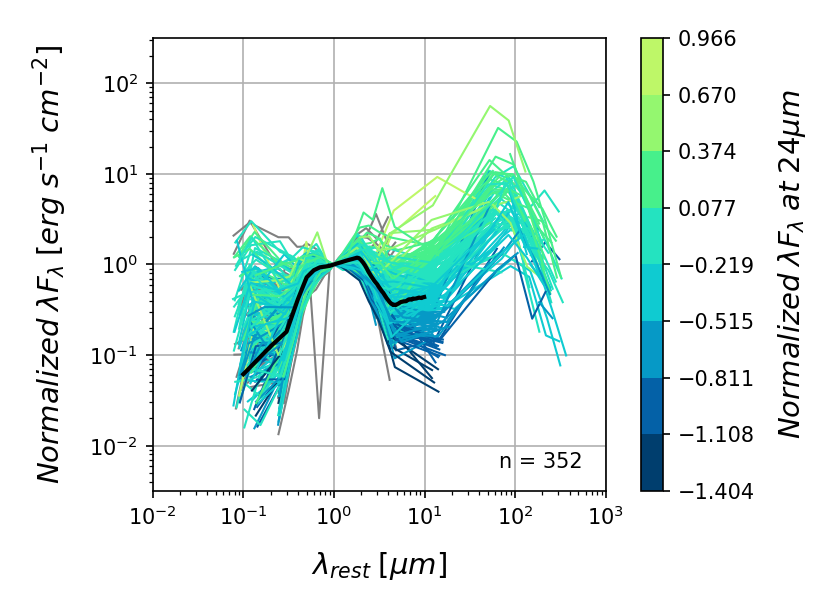 Normalized λF_λ [erg s^−1 cm^−2]
10^2
10^1
10^0
10^−1
10^−2
n = 352
10^−2 10^−1 10^0 10^1 10^2 10^3
λ_rest [μm]
0.966
0.670
0.374
0.077
−0.219
−0.515
−0.811
−1.108
−1.404
Normalized λF_λ at 24μm